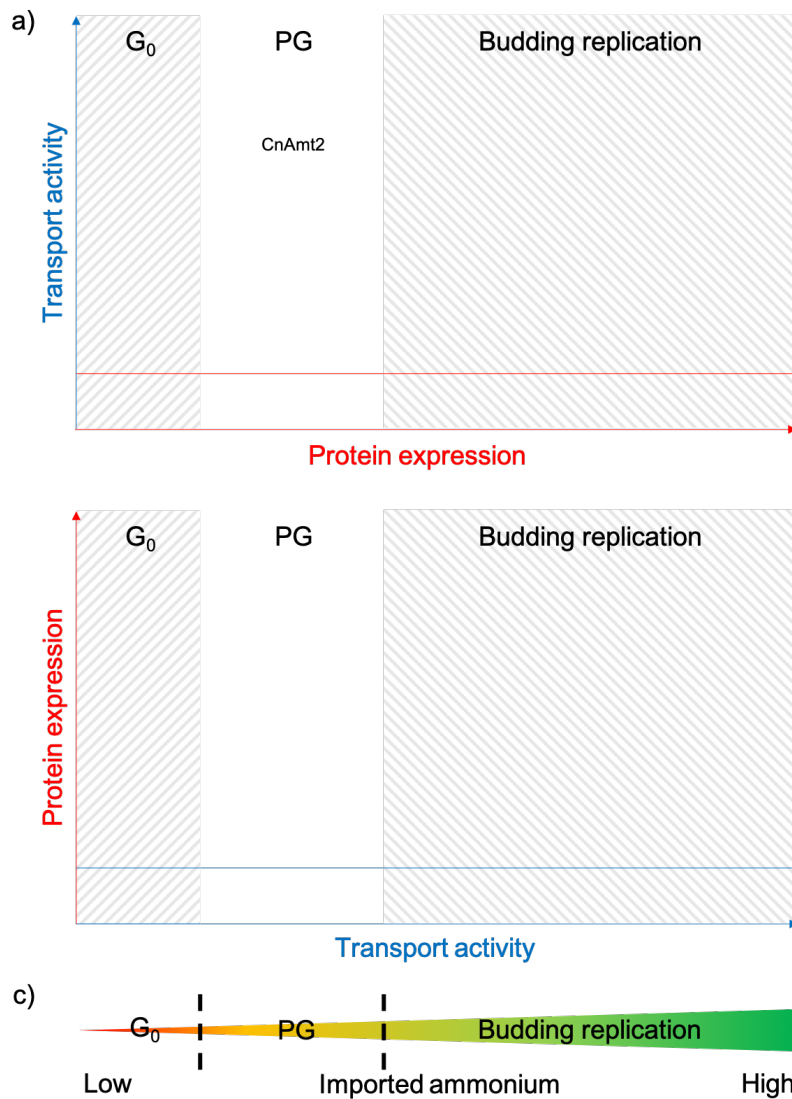 a)
G₀ PG Budding replication
CnAmt2
Transport activity
Protein expression
G₀ PG Budding replication
Protein expression
Transport activity
c)
G₀ PG Budding replication
Low Imported ammonium High